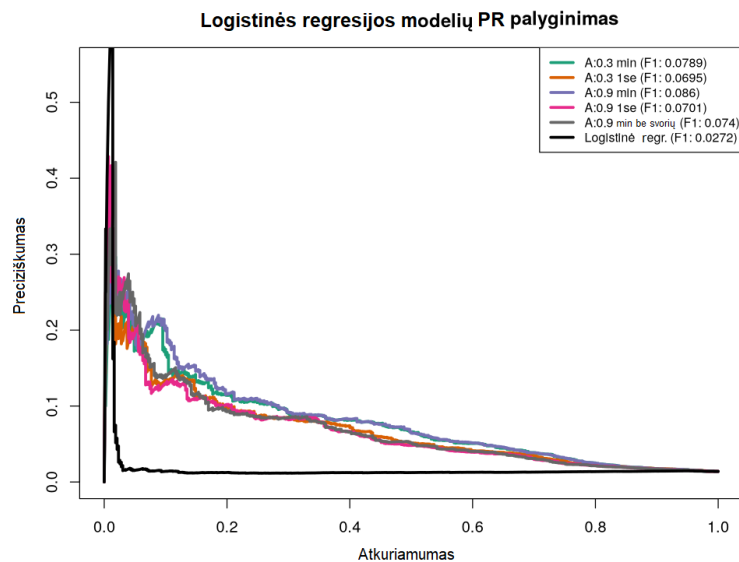 Logistinės regresijos modelių PR palyginimas
A:0.3 min (F1: 0.0789)
A:0.3 1se (F1: 0.0695)
A:0.9 min (F1: 0.086)
A:0.9 1se (F1: 0.0701)
A:0.9 min be svorių (F1: 0.074)
Logistinė regr. (F1: 0.0272)
Preciziškumas
0.5
0.4
0.3
0.2
0.1
0.0
0.0 0.2 0.4 0.6 0.8 1.0
Atkuriamumas